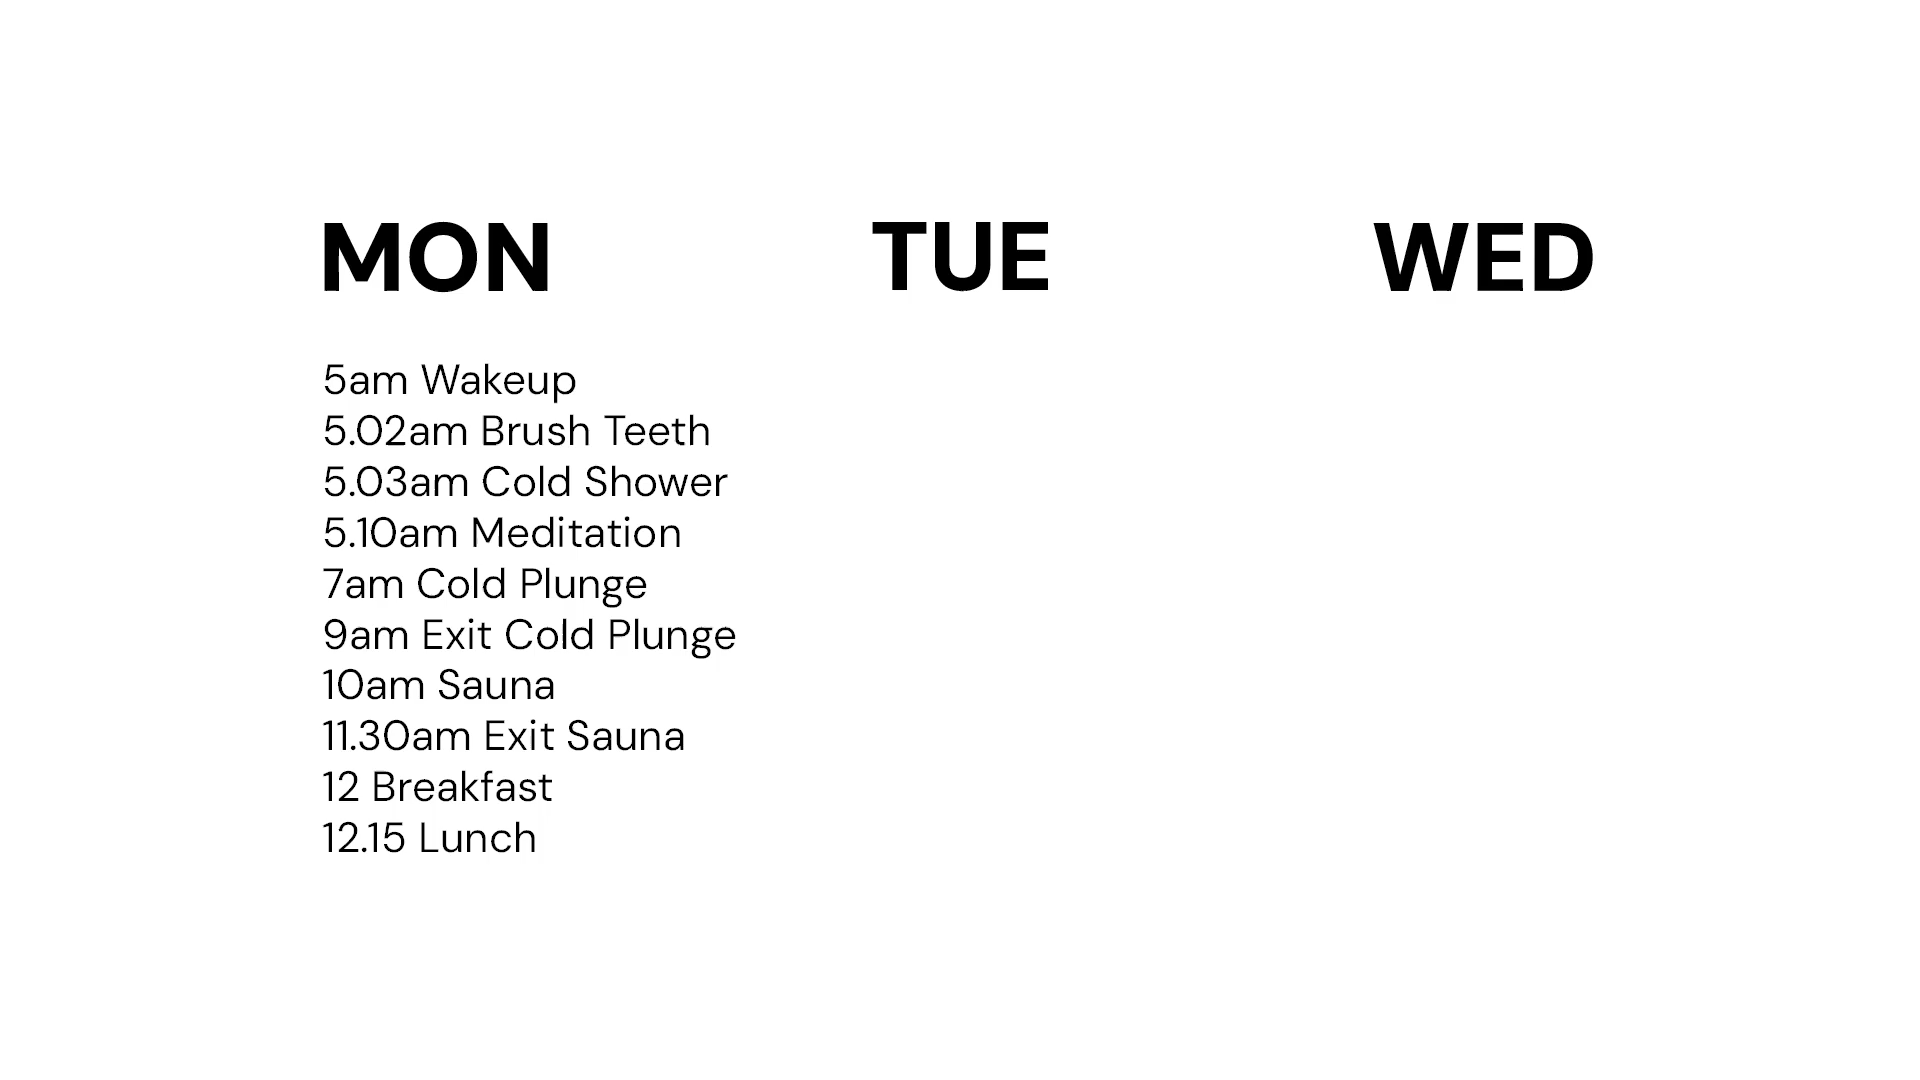 MON TUE WED
5am Wakeup
5.02am Brush Teeth
5.03am Cold Shower
5.10am Meditation
7am Cold Plunge
9am Exit Cold Plunge
10am Sauna
11.30am Exit Sauna
12 Breakfast
12.15 Lunch